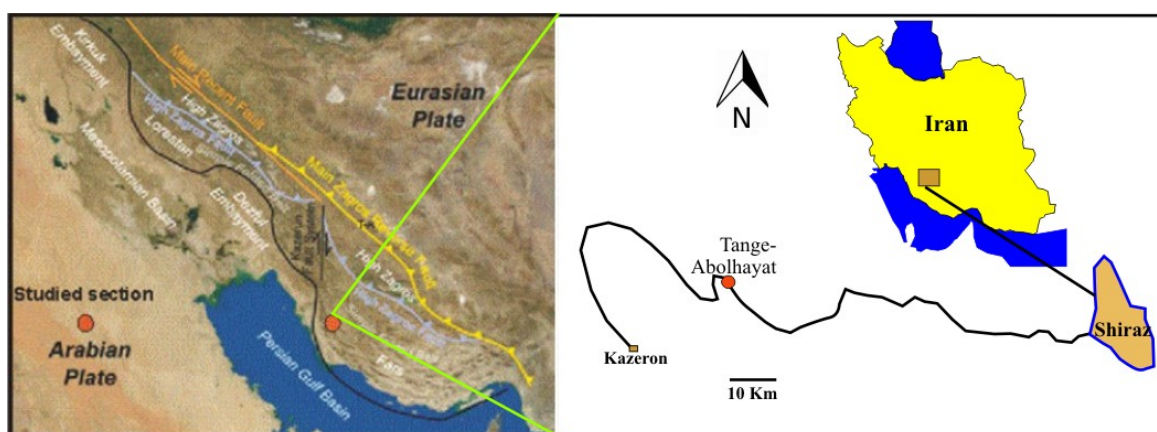 Kirkuk
Embayment
Main Recent Fault
High Zagros
High Zagros Fault
Lorestan
Mesopotamian Basin
Dezful
Embayment
Eurasian
Plate
Main Zagros Reverse Fault
High Zagros
Fars
Studied section
Arabian
Plate
Persian Gulf Basin
N
Iran
Tange-
Abolhayat
Kazeron
Shiraz
10 Km